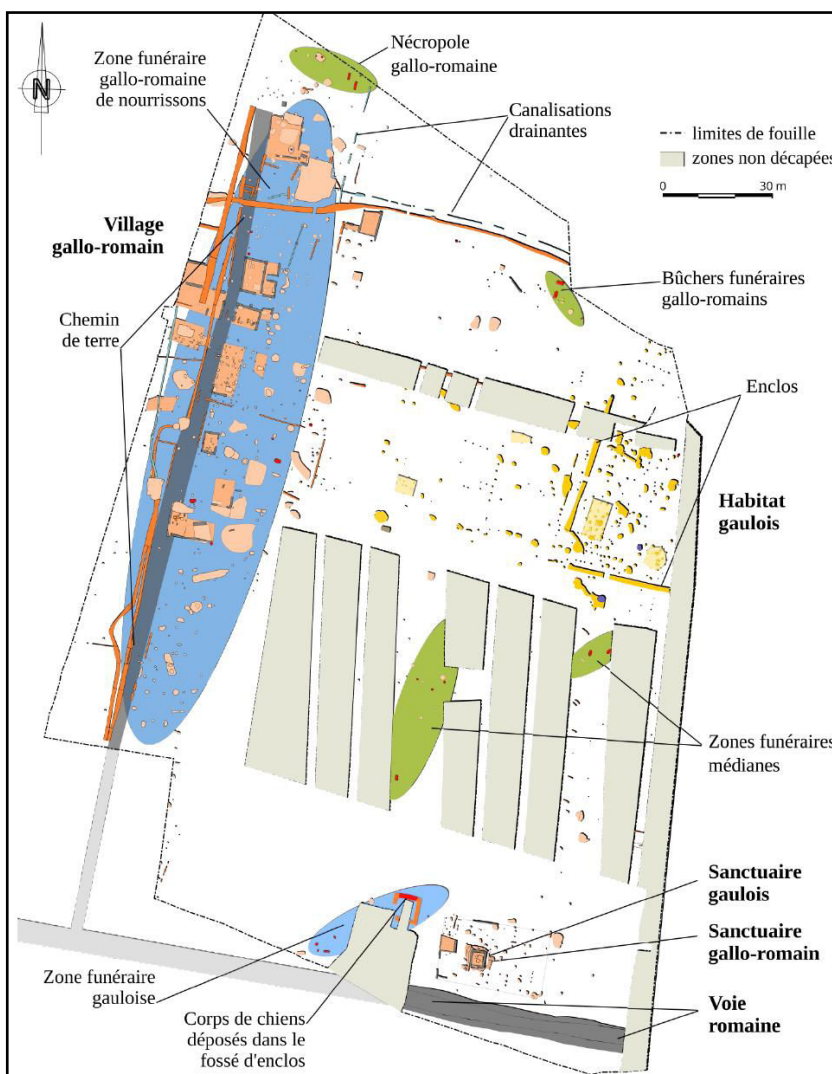 Nécropole
gallo-romaine
Zone funéraire
gallo-romaine
de nourrissons
Canalisations
drainantes
N
limites de fouille
zones non décapées
0 30 m
Village
gallo-romain
Bûchers funéraires
gallo-romains
Chemin
de terre
Enclos
Habitat
gaulois
Zones funéraires
médianes
Sanctuaire
gaulois
Sanctuaire
gallo-romain
Zone funéraire
gauloise
Voie
romaine
Corps de chiens
déposés dans le
fossé d'enclos